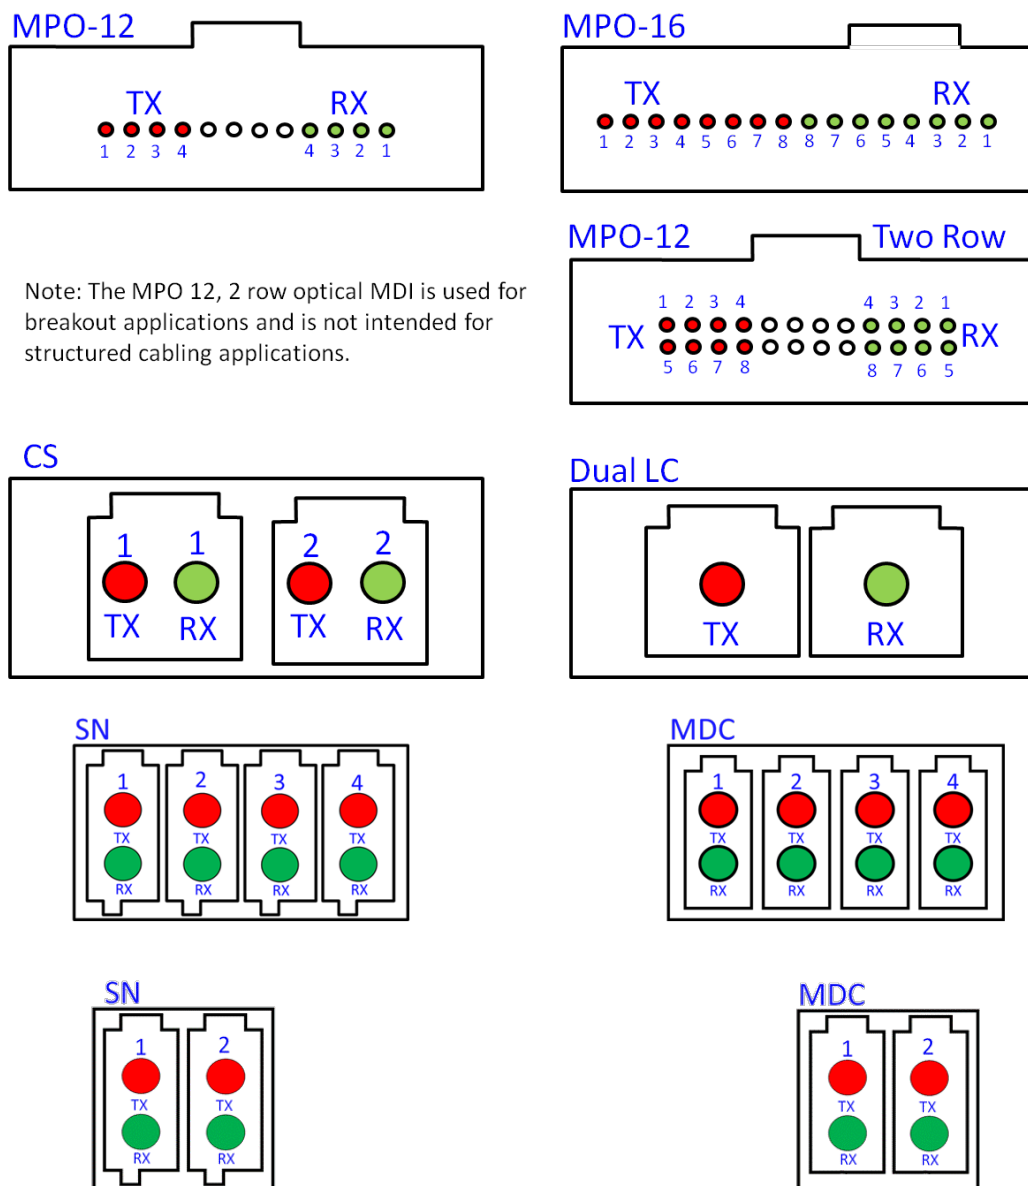 MPO-12
TX RX
1 2 3 4 4 3 2 1
MPO-16
TX RX
1 2 3 4 5 6 7 8 8 7 6 5 4 3 2 1
Note: The MPO 12, 2 row optical MDI is used for
breakout applications and is not intended for
structured cabling applications.
MPO-12 Two Row
1 2 3 4 4 3 2 1
TX RX
5 6 7 8 8 7 6 5
CS
1 1 2 2
TX RX TX RX
Dual LC
TX RX
SN
1 2 3 4
TX TX TX TX
RX RX RX RX
MDC
1 2 3 4
TX TX TX TX
RX RX RX RX
SN
1 2
TX TX
RX RX
MDC
1 2
TX TX
RX RX